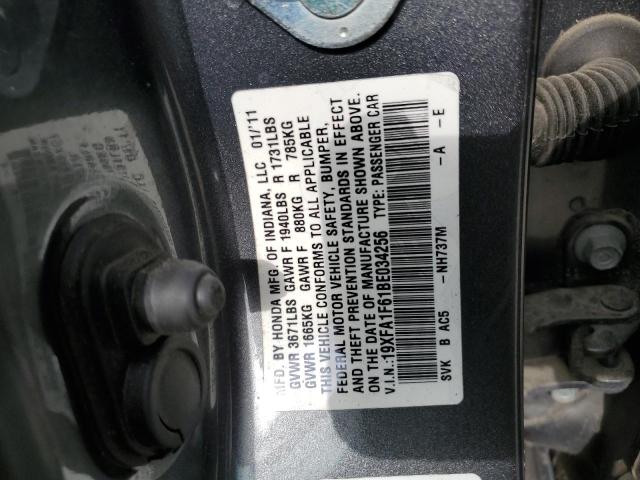 MFD. BY HONDA MFG. OF INDIANA, LLC 01/'11
GVWR 3671LBS GAWR F 1940LBS R 1731LBS
GVWR 1665KG GAWR F 880KG R 785KG
THIS VEHICLE CONFORMS TO ALL APPLICABLE
FEDERAL MOTOR VEHICLE SAFETY, BUMPER,
AND THEFT PREVENTION STANDARDS IN EFFECT
ON THE DATE OF MANUFACTURE SHOWN ABOVE.
V.I.N.:19XFA1F61BE034256 TYPE: PASSENGER CAR
SVK B AC5 - NH737M - A - E